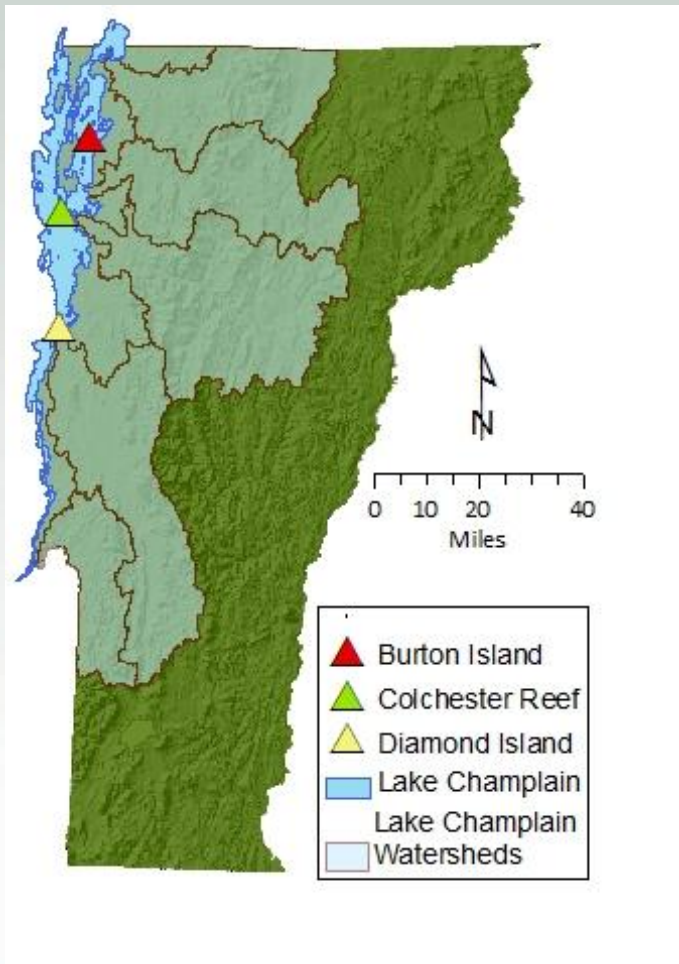 N
0 10 20 40
Miles
Burton Island
Colchester Reef
Diamond Island
Lake Champlain
Lake Champlain
Watersheds